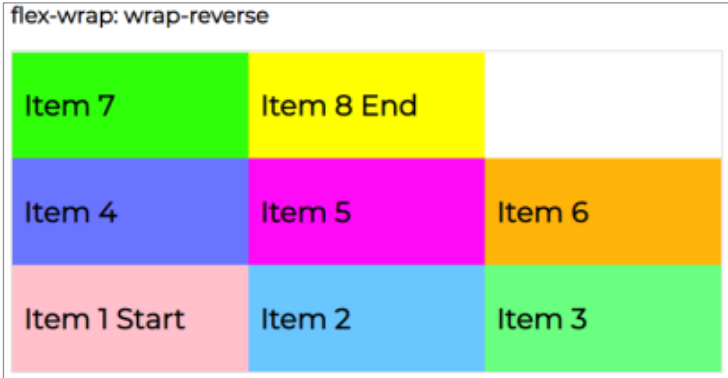 flex-wrap: wrap-reverse
Item 7 Item 8 End
Item 4 Item 5 Item 6
Item 1 Start Item 2 Item 3